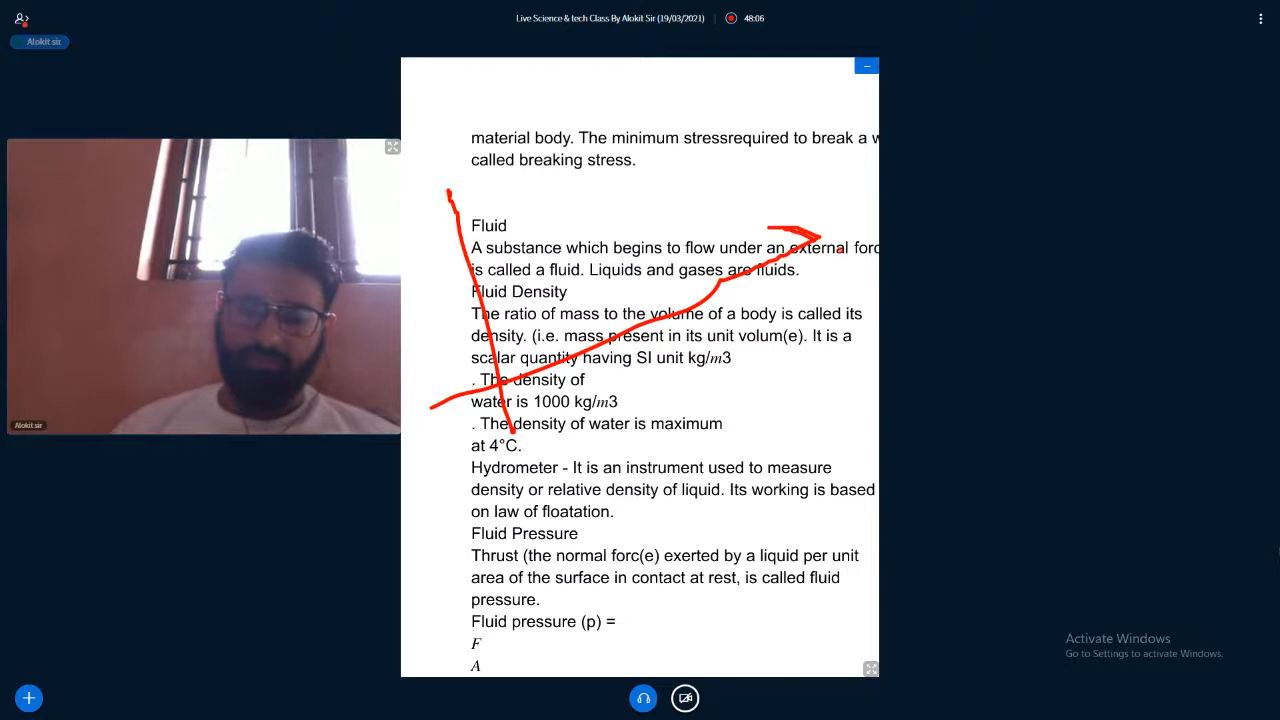 Live Science & tech Class By Alokit Sir (19/03/2021)
48:06
Alokit sir
material body. The minimum stressrequired to break a w
called breaking stress.
Fluid
A substance which begins to flow under an external forc
is called a fluid. Liquids and gases are fluids.
Fluid Density
The ratio of mass to the volume of a body is called its
density. (i.e. mass present in its unit volum(e). It is a
scalar quantity having SI unit kg/m3
. The density of
water is 1000 kg/m3
. The density of water is maximum
at 4°C.
Hydrometer - It is an instrument used to measure
density or relative density of liquid. Its working is based
on law of floatation.
Fluid Pressure
Thrust (the normal forc(e) exerted by a liquid per unit
area of the surface in contact at rest, is called fluid
pressure.
Fluid pressure (p) =
F
A
Alokit sir
Activate Windows
Go to Settings to activate Windows.